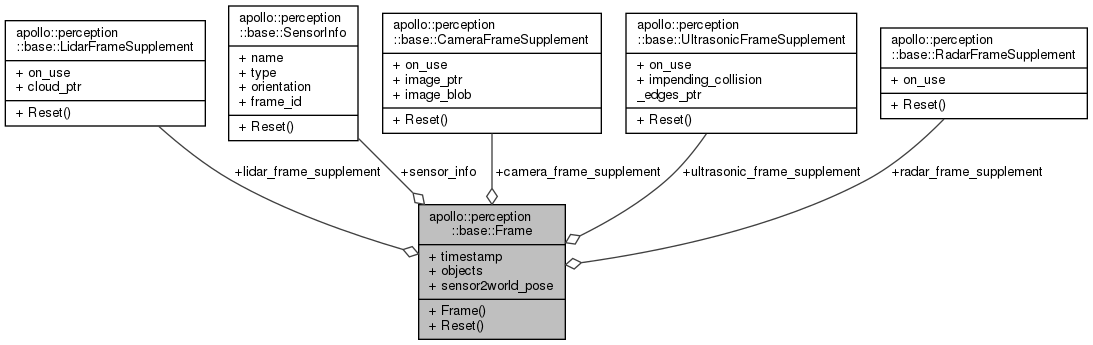 apollo::perception
::base::LidarFrameSupplement
+ on_use
+ cloud_ptr
+ Reset()
apollo::perception
::base::SensorInfo
+ name
+ type
+ orientation
+ frame_id
+ Reset()
apollo::perception
::base::CameraFrameSupplement
+ on_use
+ image_ptr
+ image_blob
+ Reset()
apollo::perception
::base::UltrasonicFrameSupplement
+ on_use
+ impending_collision
_edges_ptr
+ Reset()
apollo::perception
::base::RadarFrameSupplement
+ on_use
+ Reset()
+lidar_frame_supplement
+sensor_info
+camera_frame_supplement
+ultrasonic_frame_supplement
+radar_frame_supplement
apollo::perception
::base::Frame
+ timestamp
+ objects
+ sensor2world_pose
+ Frame()
+ Reset()